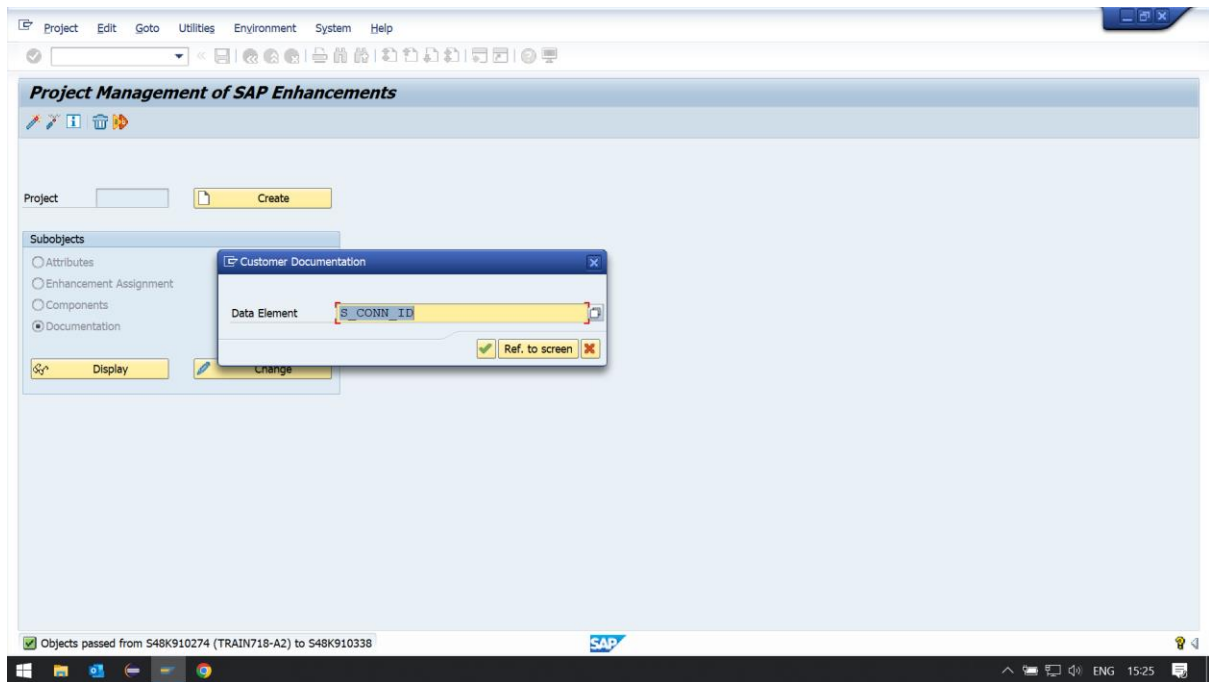 Project Edit Goto Utilities Environment System Help
Project Management of SAP Enhancements
Project Create
Subobjects
Attributes
Enhancement Assignment
Components
Documentation
Display Change
Customer Documentation
Data Element S_CONN_ID
Ref. to screen
Objects passed from S48K910274 (TRAIN718-A2) to S48K910338
SAP
ENG 15:25